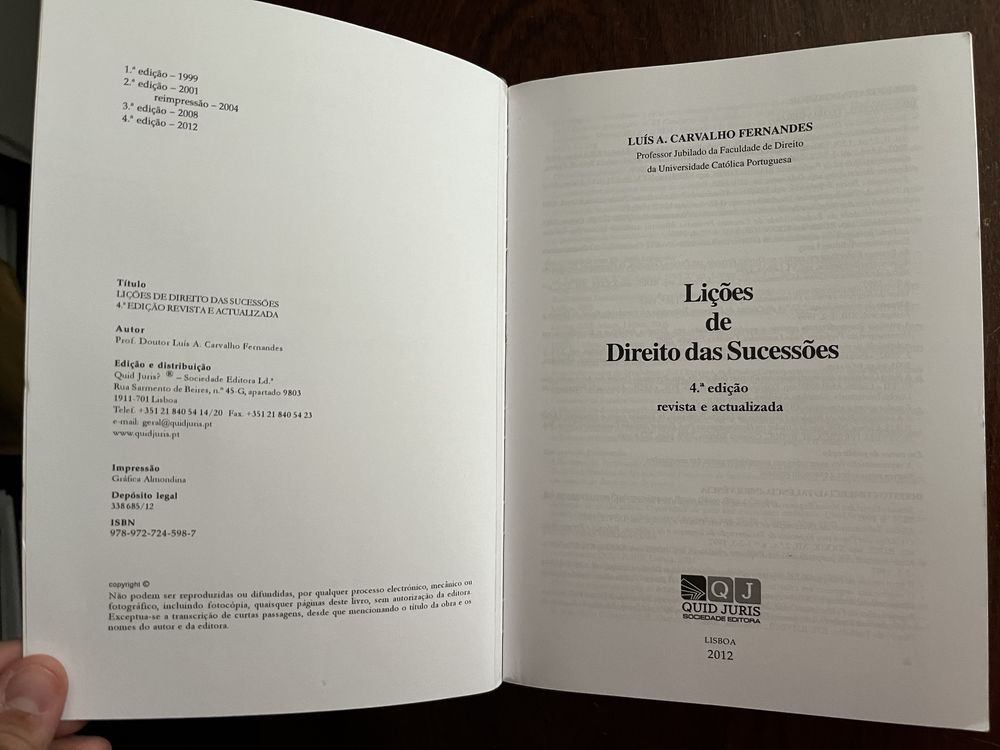 1.ª edição – 1999
2.ª edição – 2001
reimpressão – 2004
3.ª edição – 2008
4.ª edição – 2012
Título
LIÇÕES DE DIREITO DAS SUCESSÕES
4.ª EDIÇÃO REVISTA E ACTUALIZADA
Autor
Prof. Doutor Luís A. Carvalho Fernandes
Edição e distribuição
Quid Juris? ® – Sociedade Editora Ld.ª
Rua Sarmento de Beires, n.º 45-G, apartado 9803
1911-701 Lisboa
Telef. +351 21 840 54 14/20 Fax. +351 21 840 54 23
e-mail: geral@quidjuris.pt
www.quidjuris.pt
Impressão
Gráfica Almondina
Depósito legal
338 685/12
ISBN
978-972-724-598-7
copyright ©
Não podem ser reproduzidas ou difundidas, por qualquer processo electrónico, mecânico ou
fotográfico, incluindo fotocópia, quaisquer páginas deste livro, sem autorização da editora.
Exceptua-se a transcrição de curtas passagens, desde que mencionando o título da obra e os
nomes do autor e da editora.
LUÍS A. CARVALHO FERNANDES
Professor Jubilado da Faculdade de Direito
da Universidade Católica Portuguesa
Lições
de
Direito das Sucessões
4.ª edição
revista e actualizada
QJ
QUID JURIS
SOCIEDADE EDITORA
LISBOA
2012